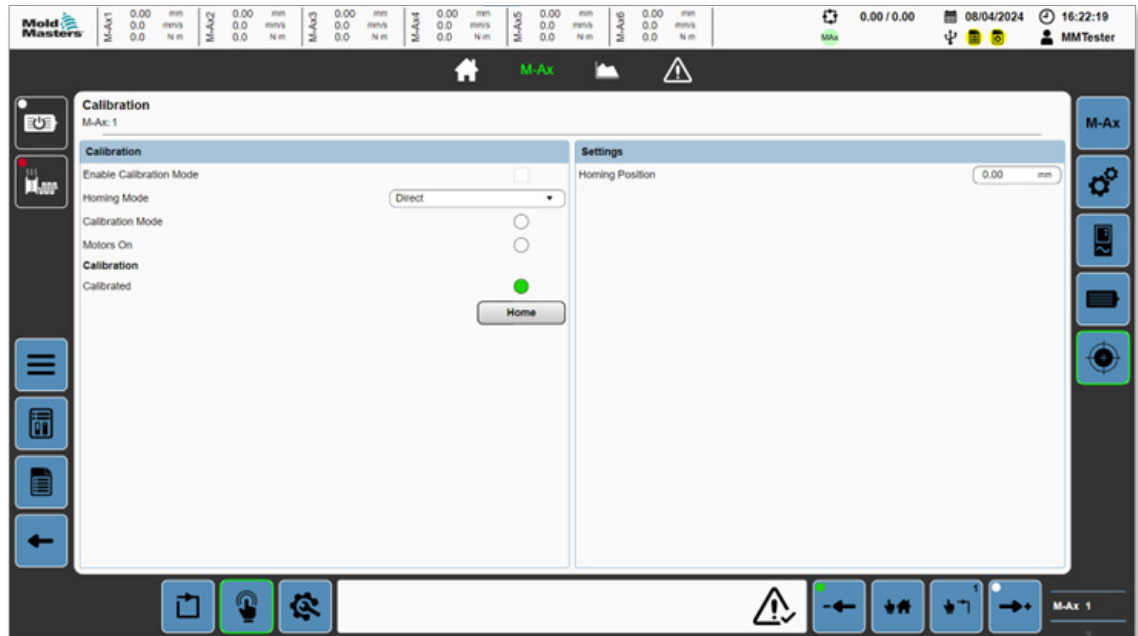 Mold Masters
M-Ax1 0.00 mm 0.0 mm/s 0.0 N·m
M-Ax2 0.00 mm 0.0 mm/s 0.0 N·m
M-Ax3 0.00 mm 0.0 mm/s 0.0 N·m
M-Ax4 0.00 mm 0.0 mm/s 0.0 N·m
M-Ax5 0.00 mm 0.0 mm/s 0.0 N·m
M-Ax6 0.00 mm 0.0 mm/s 0.0 N·m
0.00 / 0.00
MAx
08/04/2024
16:22:19
MMTester
M-Ax
Calibration
M-Ax: 1
Calibration
Enable Calibration Mode
Homing Mode Direct
Calibration Mode
Motors On
Calibration
Calibrated
Home
Settings
Homing Position 0.00 mm
M-Ax
1
M-Ax 1